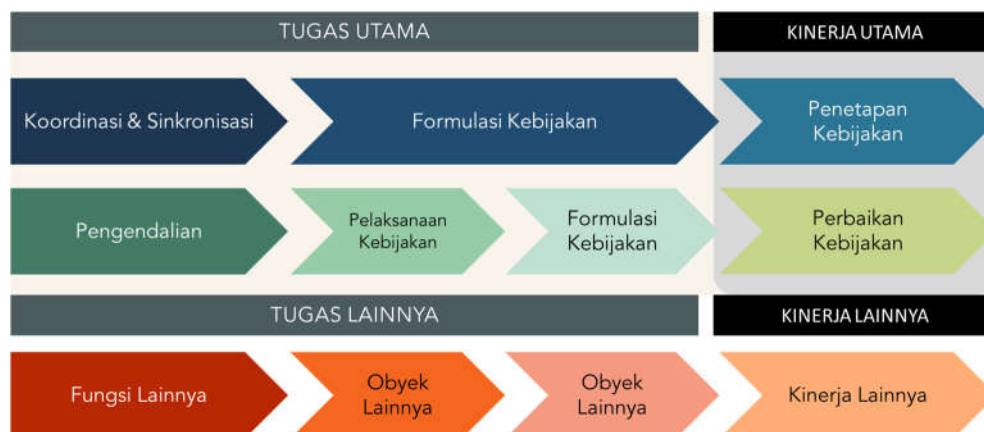 TUGAS UTAMA
KINERJA UTAMA
Koordinasi & Sinkronisasi
Formulasi Kebijakan
Penetapan
Kebijakan
Pengendalian
Pelaksanaan
Kebijakan
Formulasi
Kebijakan
Perbaikan
Kebijakan
TUGAS LAINNYA
KINERJA LAINNYA
Fungsi Lainnya
Obyek
Lainnya
Obyek
Lainnya
Kinerja Lainnya